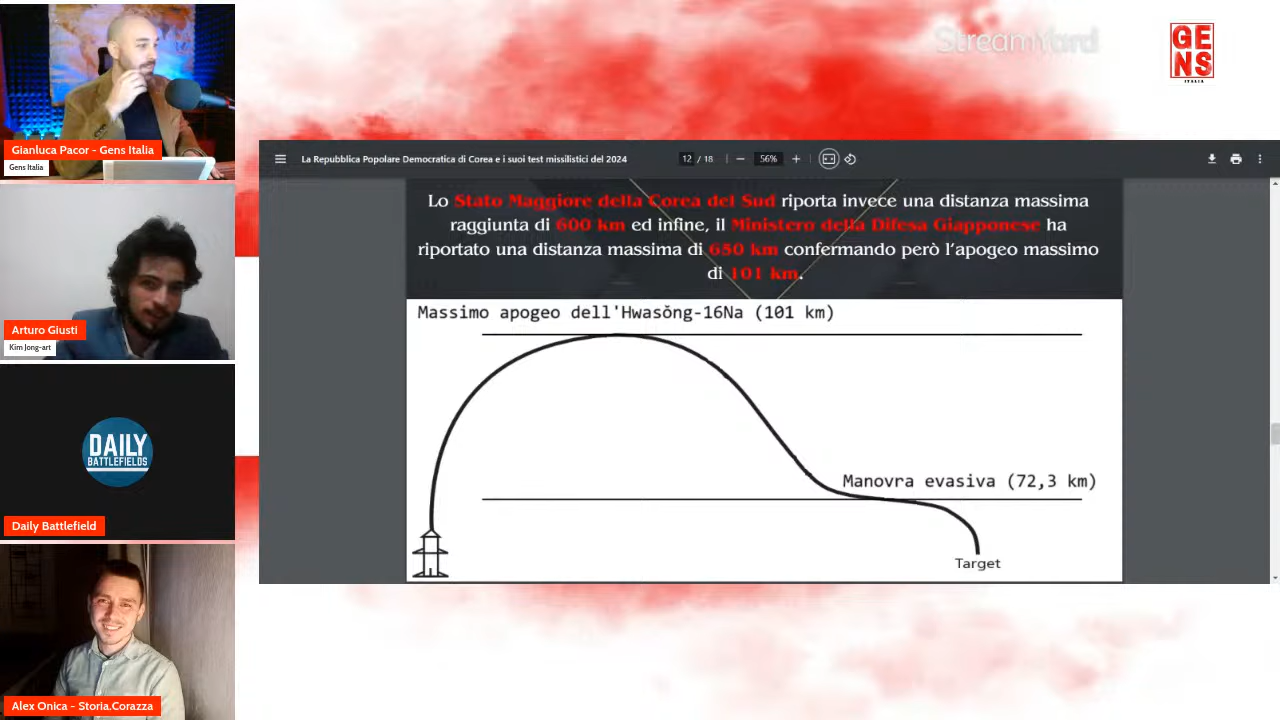 StreamYard
GE
NS
ITALIA
Gianluca Pacor - Gens Italia
Gens Italia
Arturo Giusti
Kim Jong-art
DAILY
BATTLEFIELDS
Daily Battlefield
Alex Onica - Storia.Corazza
La Repubblica Popolare Democratica di Corea e i suoi test missilistici del 2024
12 / 18
56%
Lo Stato Maggiore della Corea del Sud riporta invece una distanza massima
raggiunta di 600 km ed infine, il Ministero della Difesa Giapponese ha
riportato una distanza massima di 650 km confermando però l'apogeo massimo
di 101 km.
Massimo apogeo dell'Hwasŏng-16Na (101 km)
Manovra evasiva (72,3 km)
Target